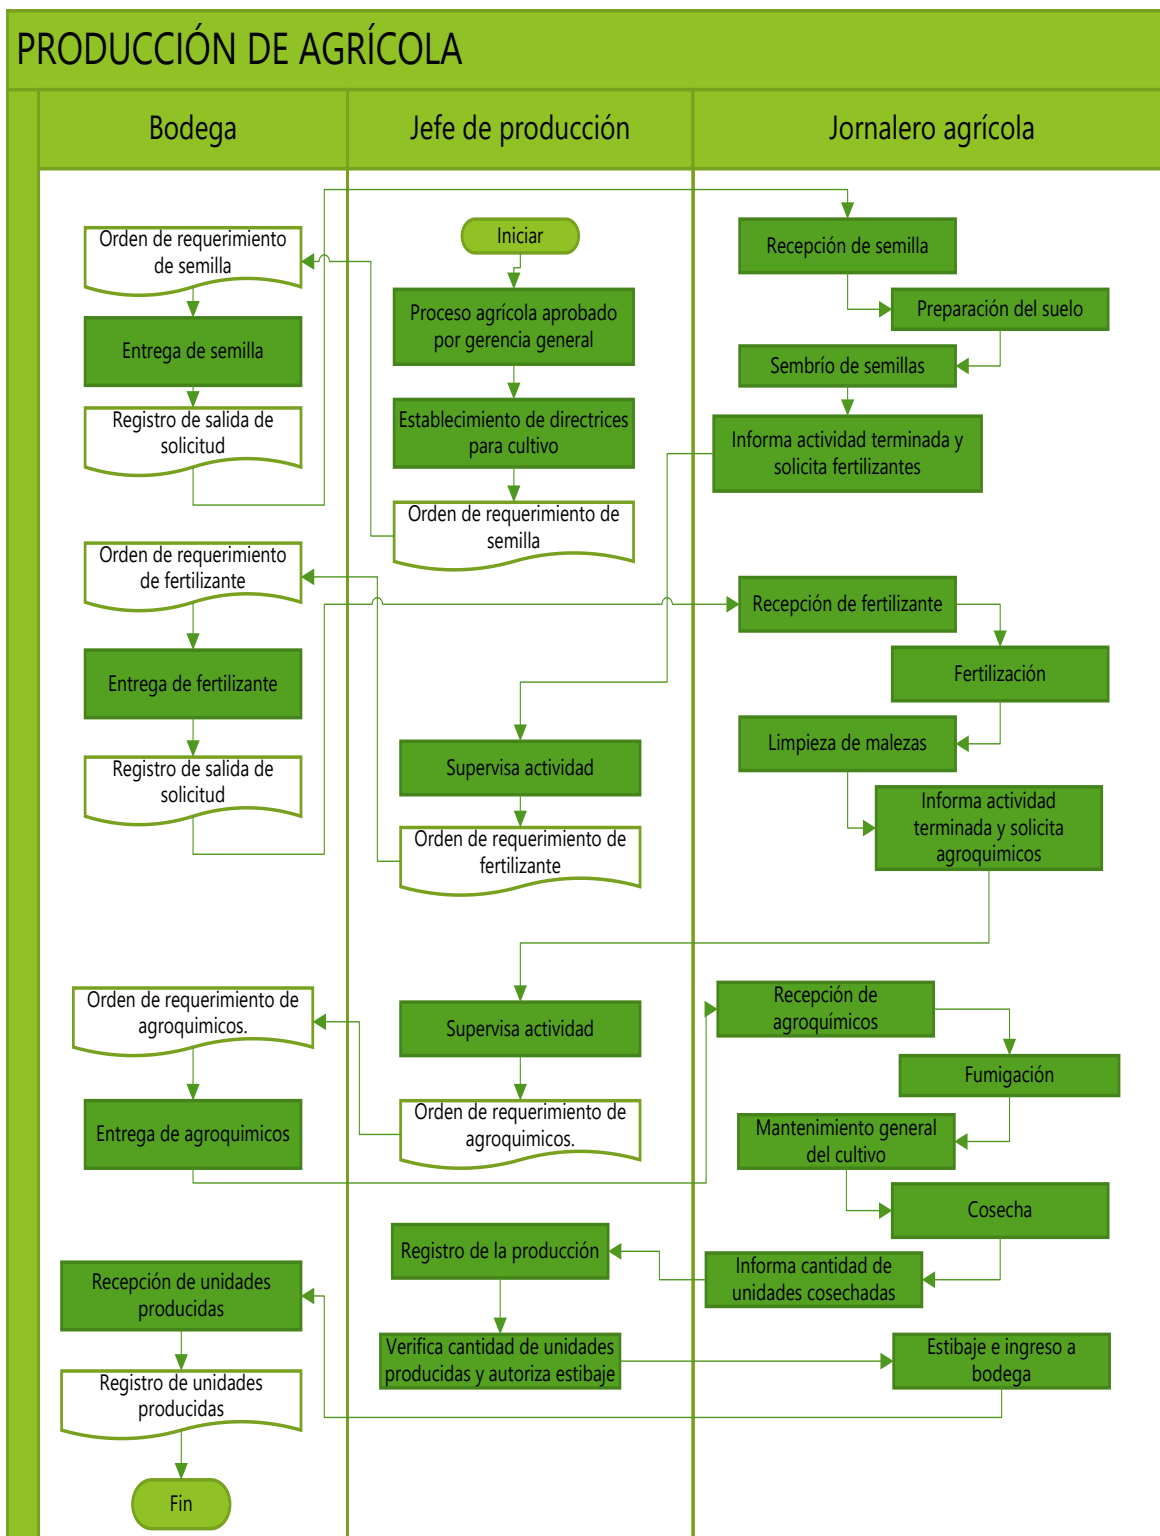 PRODUCCIÓN DE AGRÍCOLA
Bodega
Jefe de producción
Jornalero agrícola
Orden de requerimiento
de semilla
Entrega de semilla
Registro de salida de
solicitud
Orden de requerimiento
de fertilizante
Entrega de fertilizante
Registro de salida de
solicitud
Orden de requerimiento de
agroquimicos.
Entrega de agroquimicos
Recepción de unidades
producidas
Registro de unidades
producidas
Fin
Iniciar
Proceso agrícola aprobado
por gerencia general
Establecimiento de directrices
para cultivo
Orden de requerimiento de
semilla
Supervisa actividad
Orden de requerimiento de
fertilizante
Supervisa actividad
Orden de requerimiento de
agroquimicos.
Registro de la producción
Verifica cantidad de unidades
producidas y autoriza estibaje
Recepción de semilla
Preparación del suelo
Sembrío de semillas
Informa actividad terminada y
solicita fertilizantes
Recepción de fertilizante
Fertilización
Limpieza de malezas
Informa actividad
terminada y solicita
agroquimicos
Recepción de
agroquímicos
Fumigación
Mantenimiento general
del cultivo
Cosecha
Informa cantidad de
unidades cosechadas
Estibaje e ingreso a
bodega